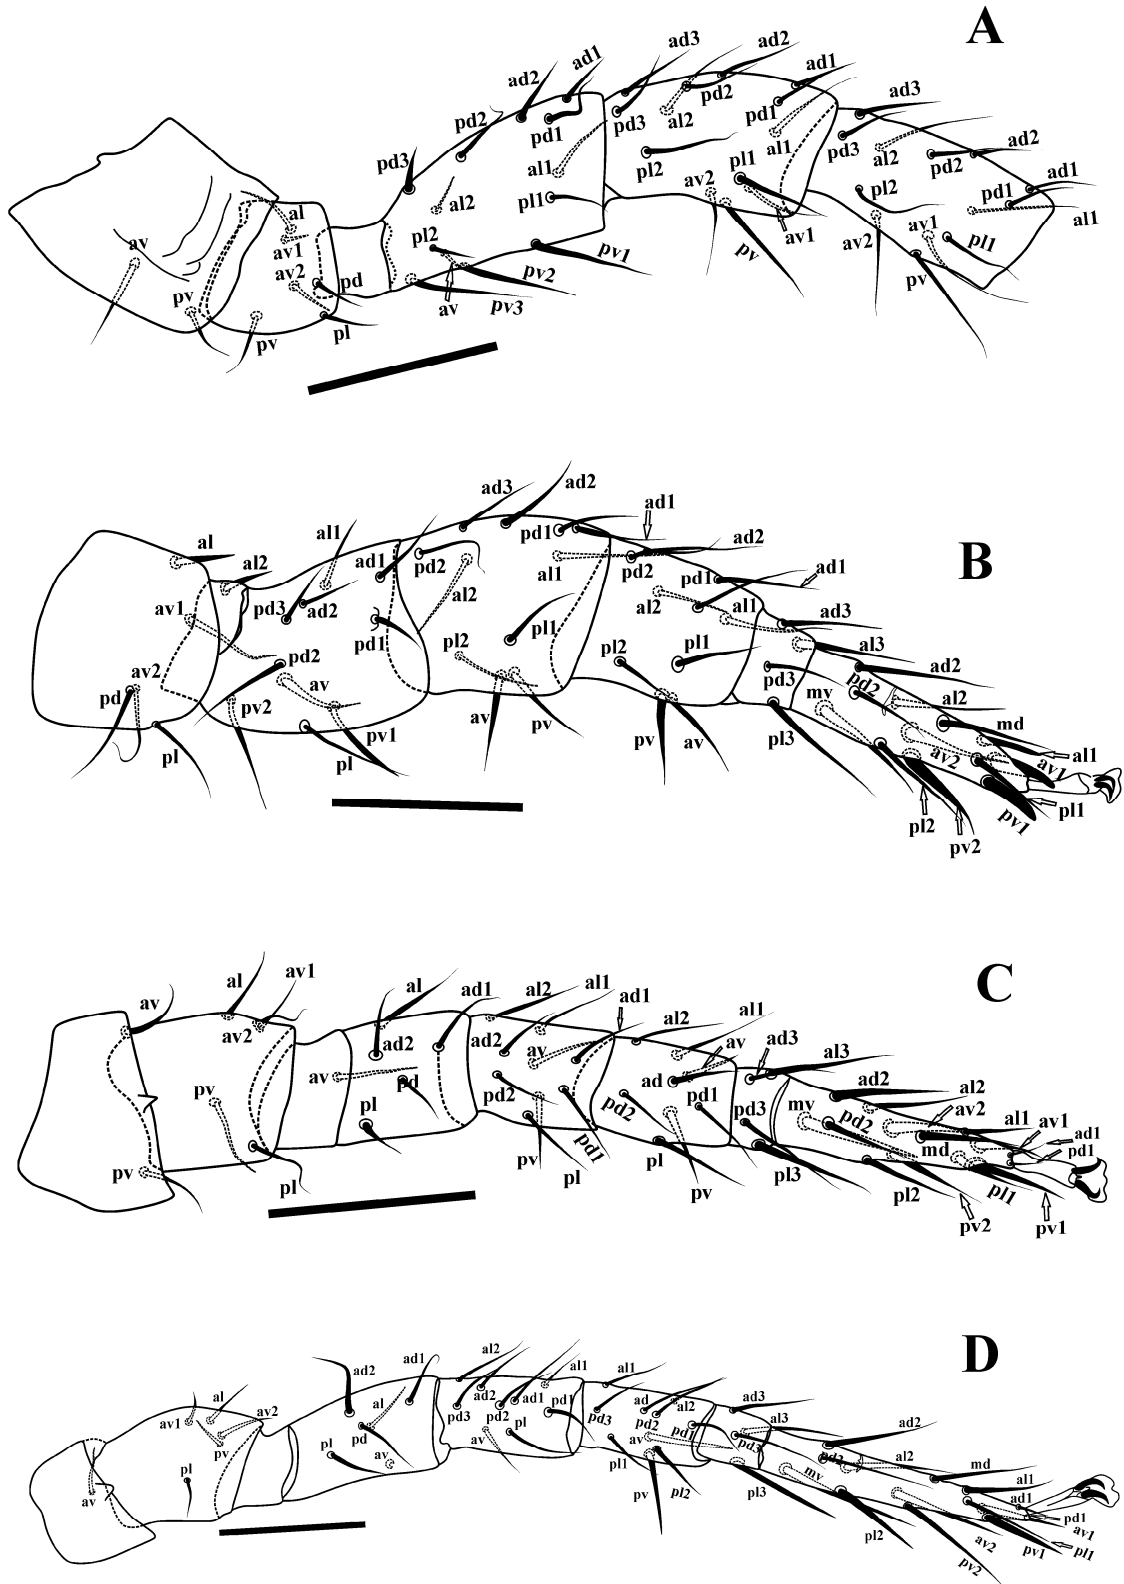 A
ad3 ad2
ad1 ad1
ad2 ad3
pd2 pd1 pd3 al2 pd2 pd1
pd3 al1 pl2 pl1 al1 pd3 al2 pd2 ad2
al2 pl1 av2 pl2 pd1 ad1
al av1 pl2 av1 av2 av1 al1
av av2 pd pv1 pv pl1
pv pv2 pv
pv pl av pv3
B
ad3 ad2
al1 pd1 ad1
al al2 ad1 pd2 al1 pd2 ad2
av1 pd3 ad2 al2 pd1 ad1
pd1 pl1 al2 al1 ad3
av2 pd2 pl2 pl2 pl1 al3
pd av pd3 pd2 ad2
pv2 av pv mv al2
pl pv1 pv av pl3 av2 md
pl av1 al1
pl2 pv1 pl1
pv2
C
av al av1 al ad1 al2 al1 ad1
av2 ad2 ad2 al2 al1
av av ad3
av pd ad pd1 al3
pv pd2 pd2 mv ad2 al2
pl pd3 pd2 av2 al1 av1
pv pd1 md ad1
pv pl pv pl pl pl3 pd1
pv pl2 pl1
pv2 pv1
D
ad2 ad1 al2 al1 al1
al av2 ad2 ad1 pd1 ad al2 ad3
av1 al pd3 pd2 pd3 pd2
pv pd pl pd1 al3 ad2
pl pl av av av pd3 ad2
pl1 mv al2 md
av pv pl2 pl3 al1
ad1
pd1
pl2 av1
av2 pv1 pl1
pv2